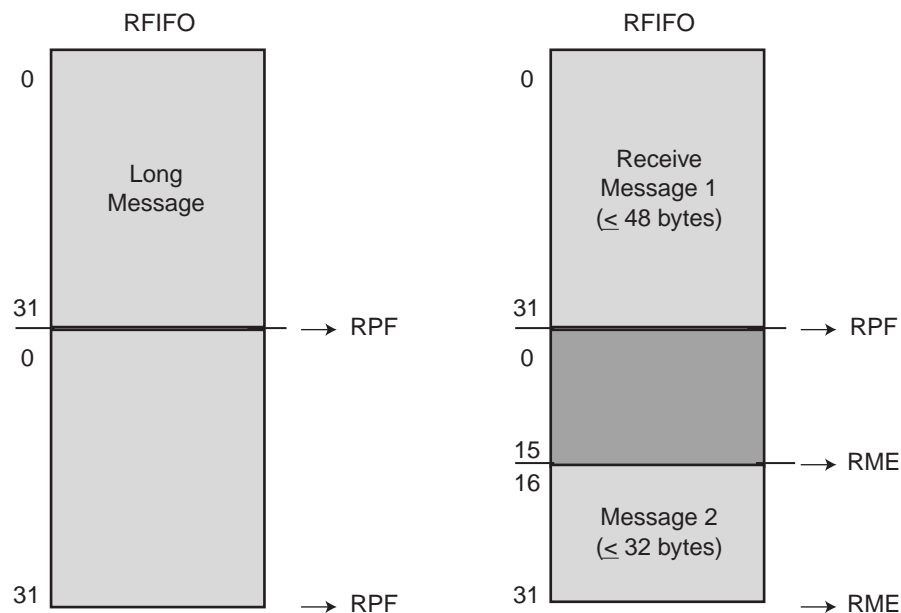 RFIFO
0
Long
Message
31
RPF
0
31
RPF
RFIFO
0
Receive
Message 1
(≤ 48 bytes)
31
RPF
0
15
RME
16
Message 2
(≤ 32 bytes)
31
RME